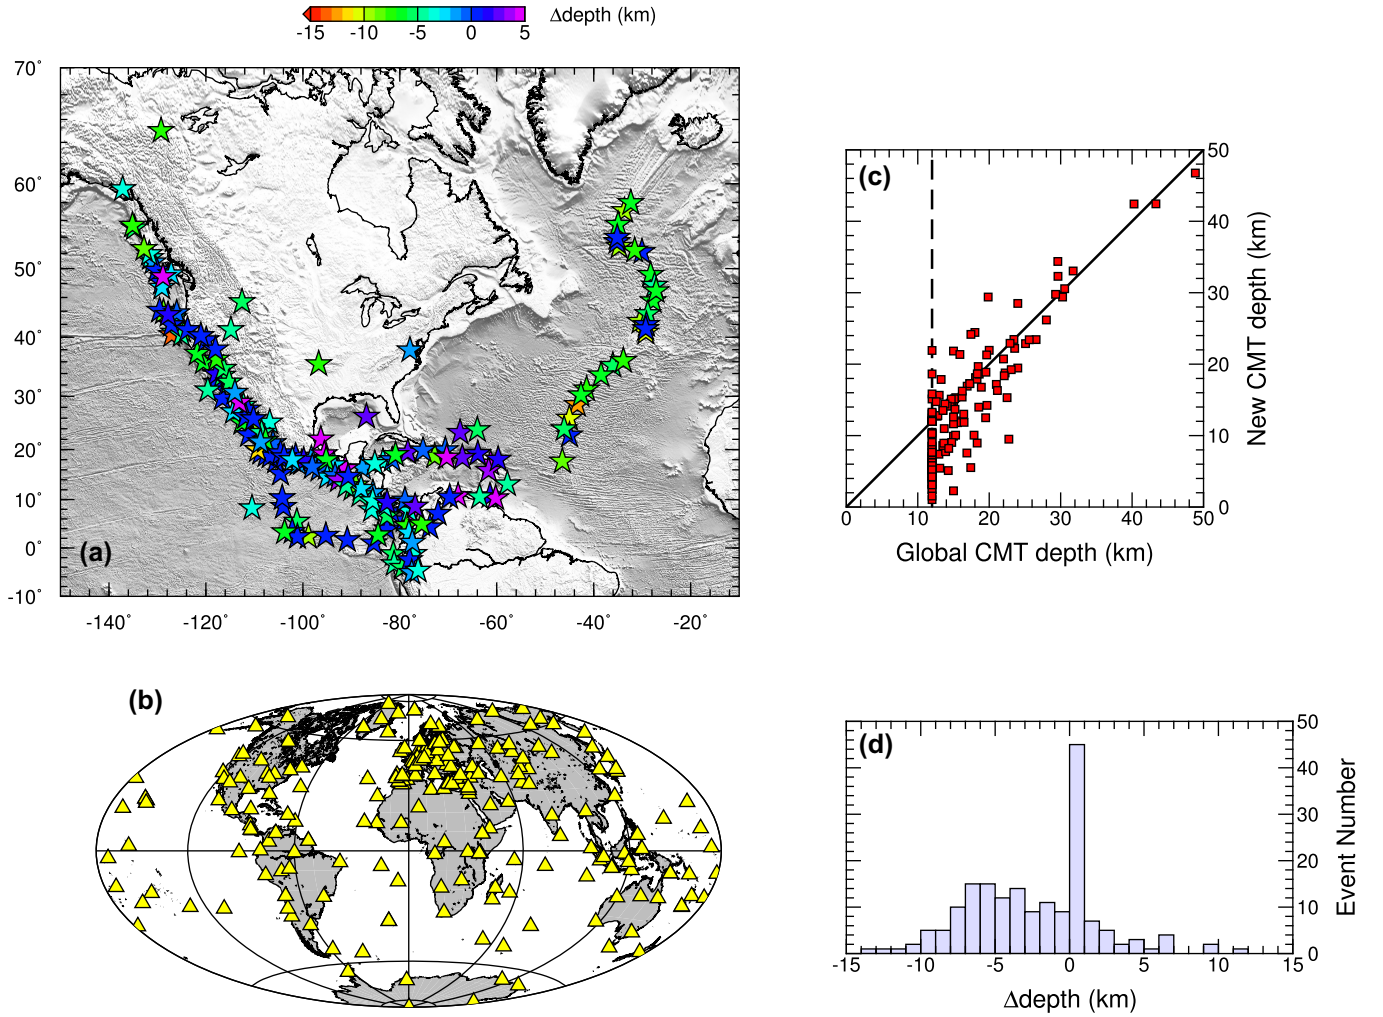 Δdepth (km)
-15 -10 -5 0 5
70°
60°
50°
40°
30°
20°
10°
0°
-10°
(a)
-140° -120° -100° -80° -60° -40° -20°
(c)
50
40
30
20
10
0
New CMT depth (km)
0 10 20 30 40 50
Global CMT depth (km)
(b)
(d)
50
40
30
20
10
0
Event Number
-15 -10 -5 0 5 10 15
Δdepth (km)